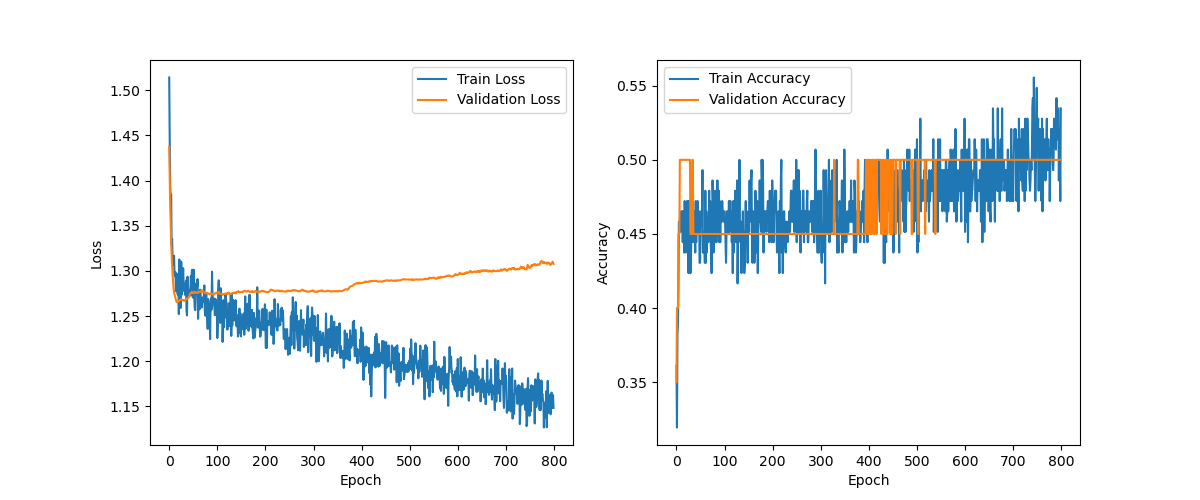 Train Loss
Validation Loss
1.50
1.45
1.40
1.35
1.30
1.25
1.20
1.15
Loss
0 100 200 300 400 500 600 700 800
Epoch
Train Accuracy
Validation Accuracy
0.55
0.50
0.45
0.40
0.35
Accuracy
0 100 200 300 400 500 600 700 800
Epoch